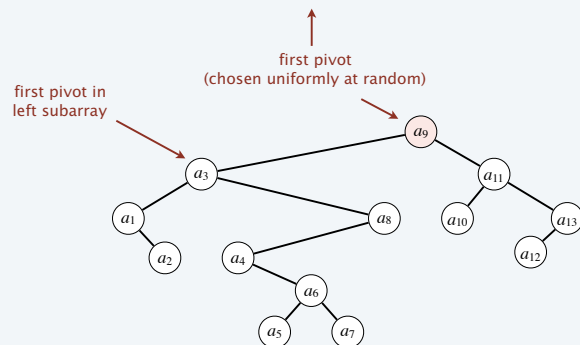 first pivot
(chosen uniformly at random)
first pivot in
left subarray
a9
a3
a11
a1
a8
a10
a13
a2
a4
a12
a6
a5
a7